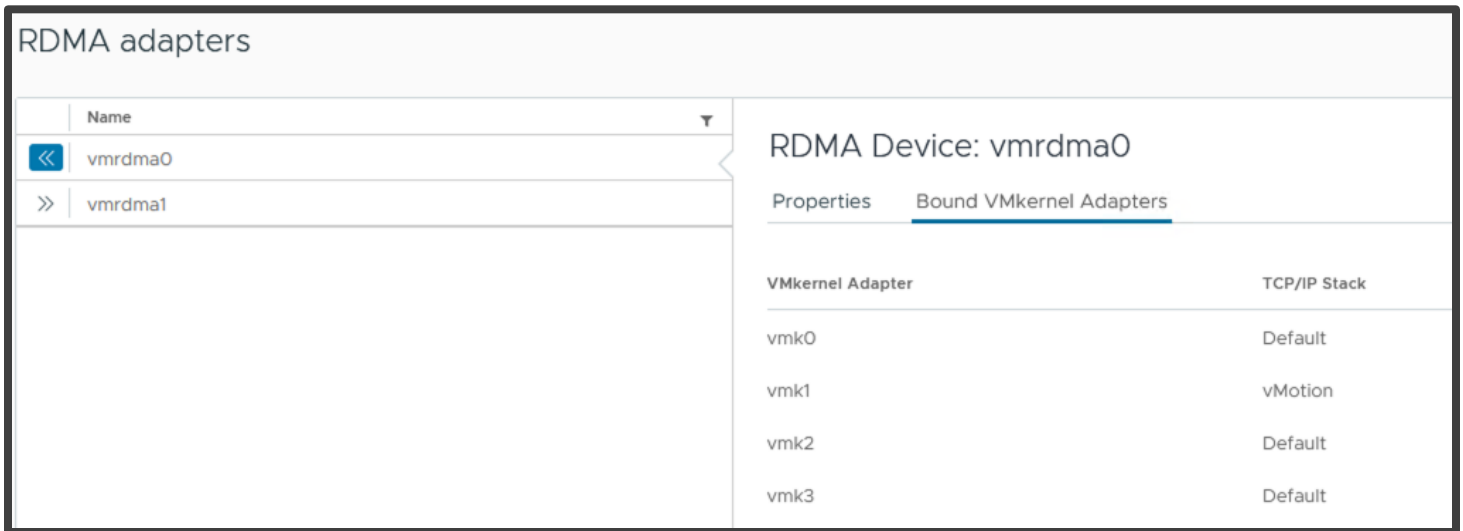 RDMA adapters
Name
vmrdma0
vmrdma1
RDMA Device: vmrdma0
Properties Bound VMkernel Adapters
VMkernel Adapter TCP/IP Stack
vmk0 Default
vmk1 vMotion
vmk2 Default
vmk3 Default